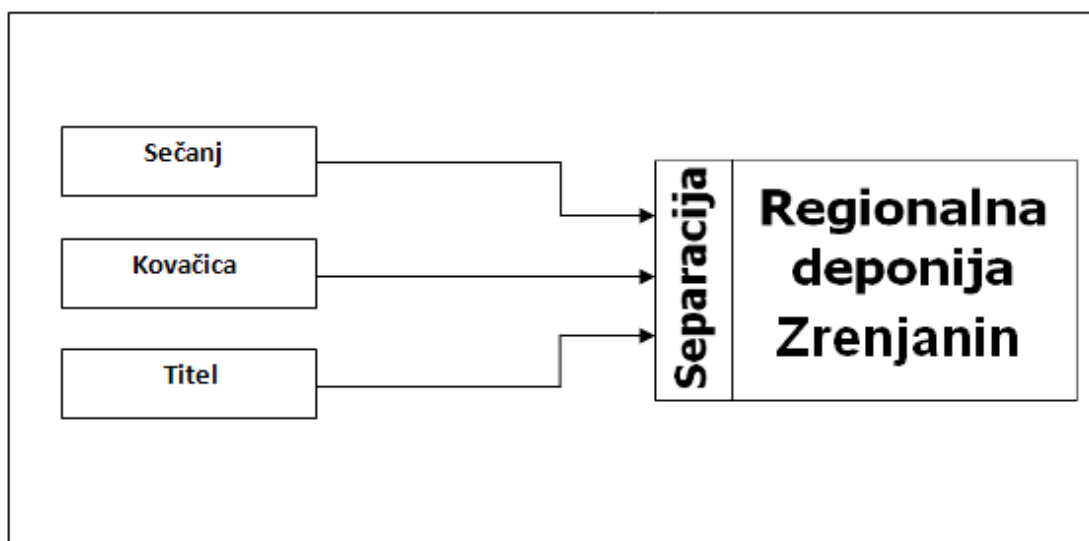 Sečanj
Kovačica
Titel
Separacija
Regionalna
deponija
Zrenjanin